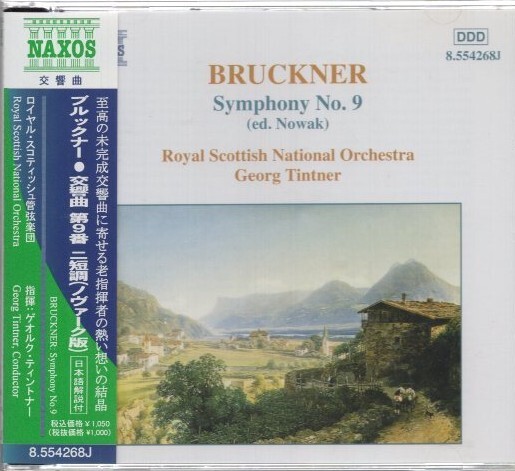 NAXOS
交響曲
至高の未完成交響曲に寄せる老指揮者の熱い想いの結晶
ブルックナー●交響曲 第9番 ニ短調(ノヴァーク版)
日本語解説付
BRUCKNER: Symphony No. 9
ロイヤル・スコティッシュ管弦楽団
Royal Scottish National Orchestra
指揮:ゲオルク・ティントナー
Georg Tintner, Conductor
税込価格 ¥1,050
(税抜価格 ¥1,000)
8.554268J
DDD
8.554268J
BRUCKNER
Symphony No. 9
(ed. Nowak)
Royal Scottish National Orchestra
Georg Tintner